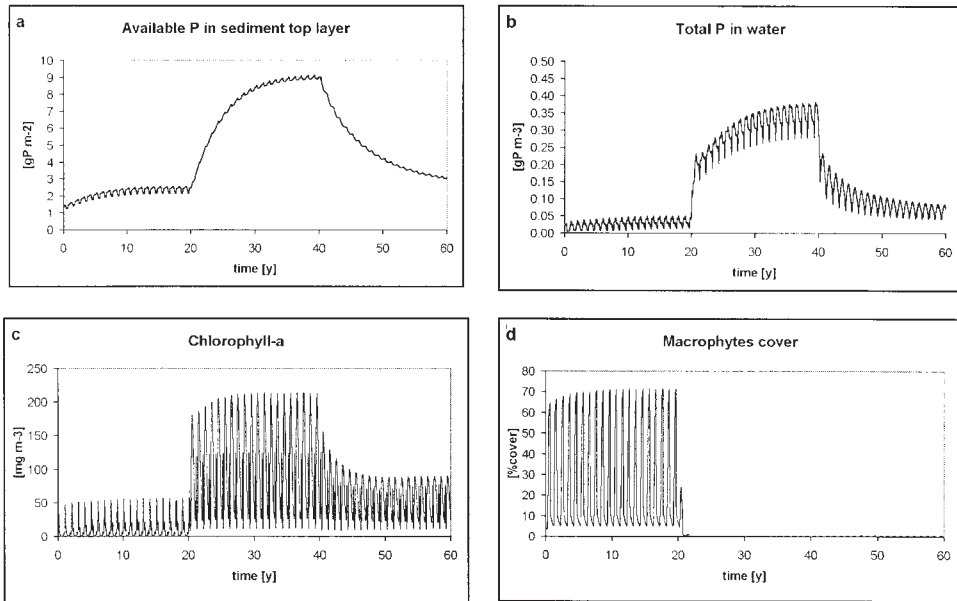 a
Available P in sediment top layer
[gP m-2]
10
9
8
7
6
5
4
3
2
1
0
0 10 20 30 40 50 60
time [y]
b
Total P in water
[gP m-3]
0.50
0.45
0.40
0.35
0.30
0.25
0.20
0.15
0.10
0.05
0.00
0 10 20 30 40 50 60
time [y]
c
Chlorophyll-a
[mg m-3]
250
200
150
100
50
0
0 10 20 30 40 50 60
time [y]
d
Macrophytes cover
[%cover]
80
70
60
50
40
30
20
10
0
0 10 20 30 40 50 60
time [y]